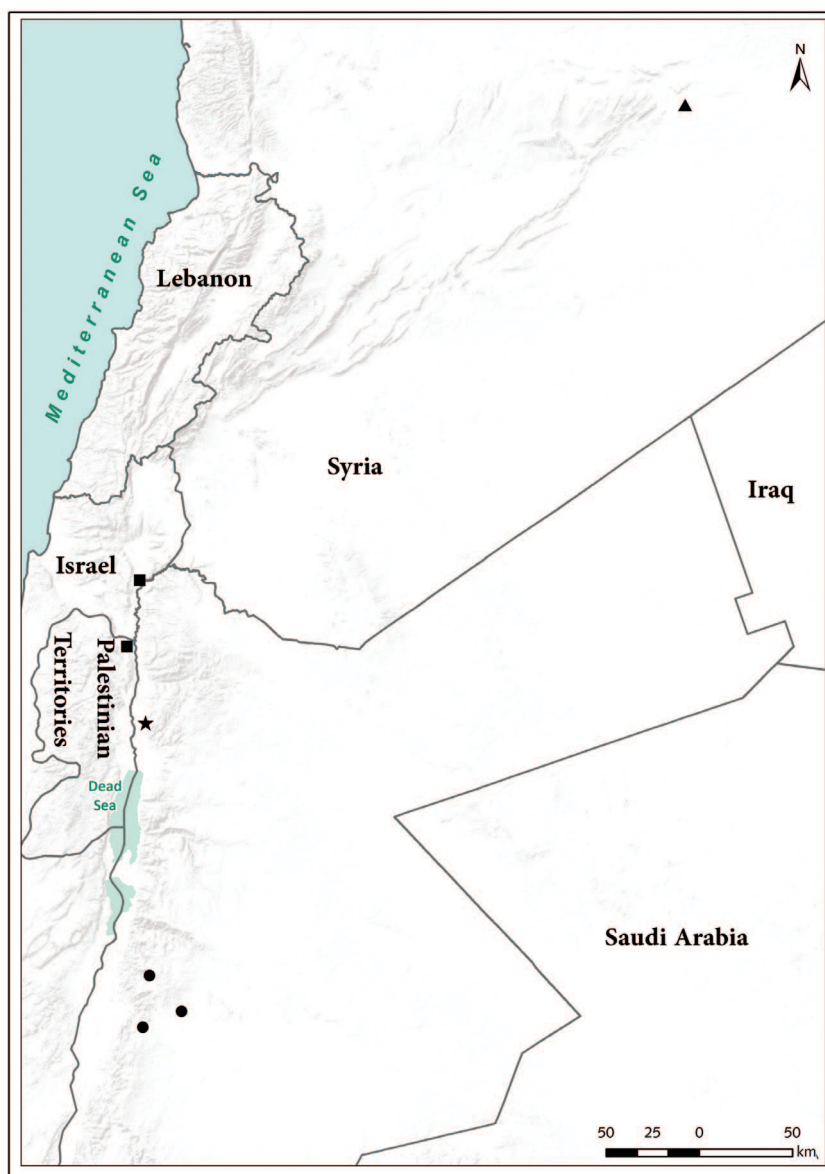 N
Mediterranean Sea
Lebanon
Syria
Iraq
Israel
Palestinian
Territories
Dead
Sea
Saudi Arabia
50 25 0 50
km,